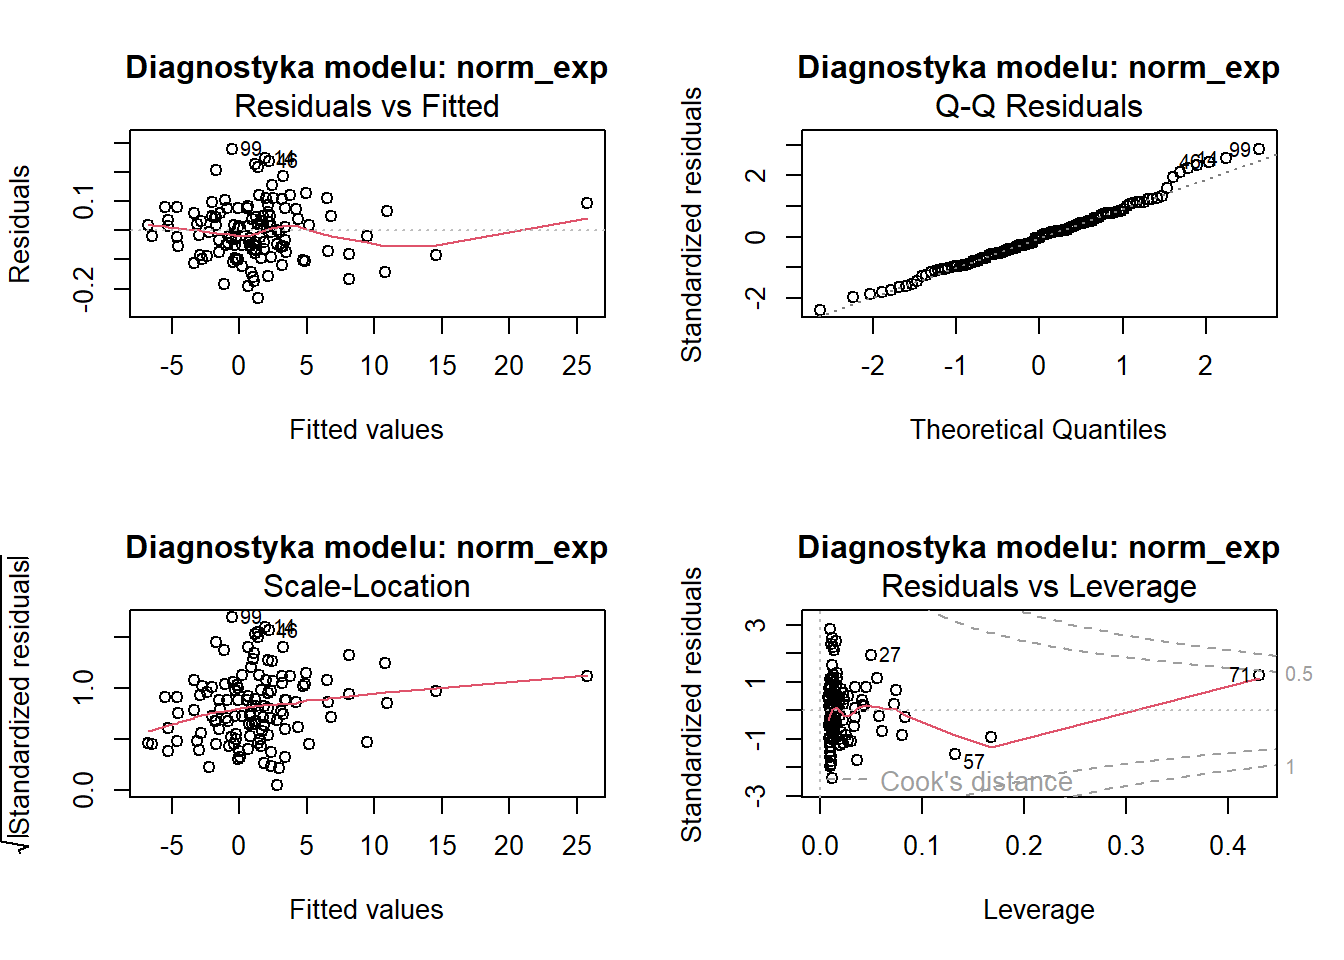 Diagnostyka modelu: norm_exp
Residuals vs Fitted
Residuals
0.1
-0.2
99
14
46
-5 0 5 10 15 20 25
Fitted values
Diagnostyka modelu: norm_exp
Q-Q Residuals
Standardized residuals
2
0
-2
46 14 99
-2 -1 0 1 2
Theoretical Quantiles
Diagnostyka modelu: norm_exp
Scale-Location
√|Standardized residuals|
1.0
0.0
99
14
46
-5 0 5 10 15 20 25
Fitted values
Diagnostyka modelu: norm_exp
Residuals vs Leverage
Standardized residuals
3
1
-1
-3
27
71
57
0.5
1
Cook's distance
0.0 0.1 0.2 0.3 0.4
Leverage